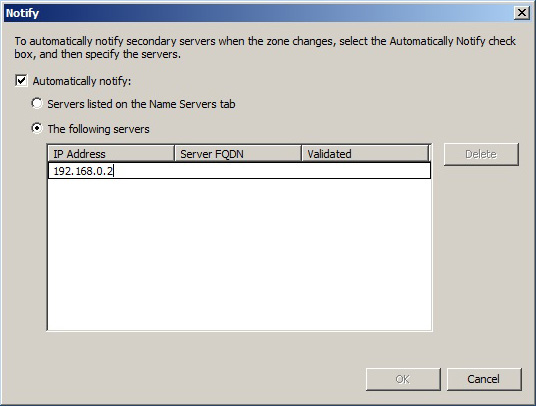 Notify
To automatically notify secondary servers when the zone changes, select the Automatically Notify check
box, and then specify the servers.
Automatically notify:
Servers listed on the Name Servers tab
The following servers
IP Address Server FQDN Validated
192.168.0.2
Delete
OK Cancel